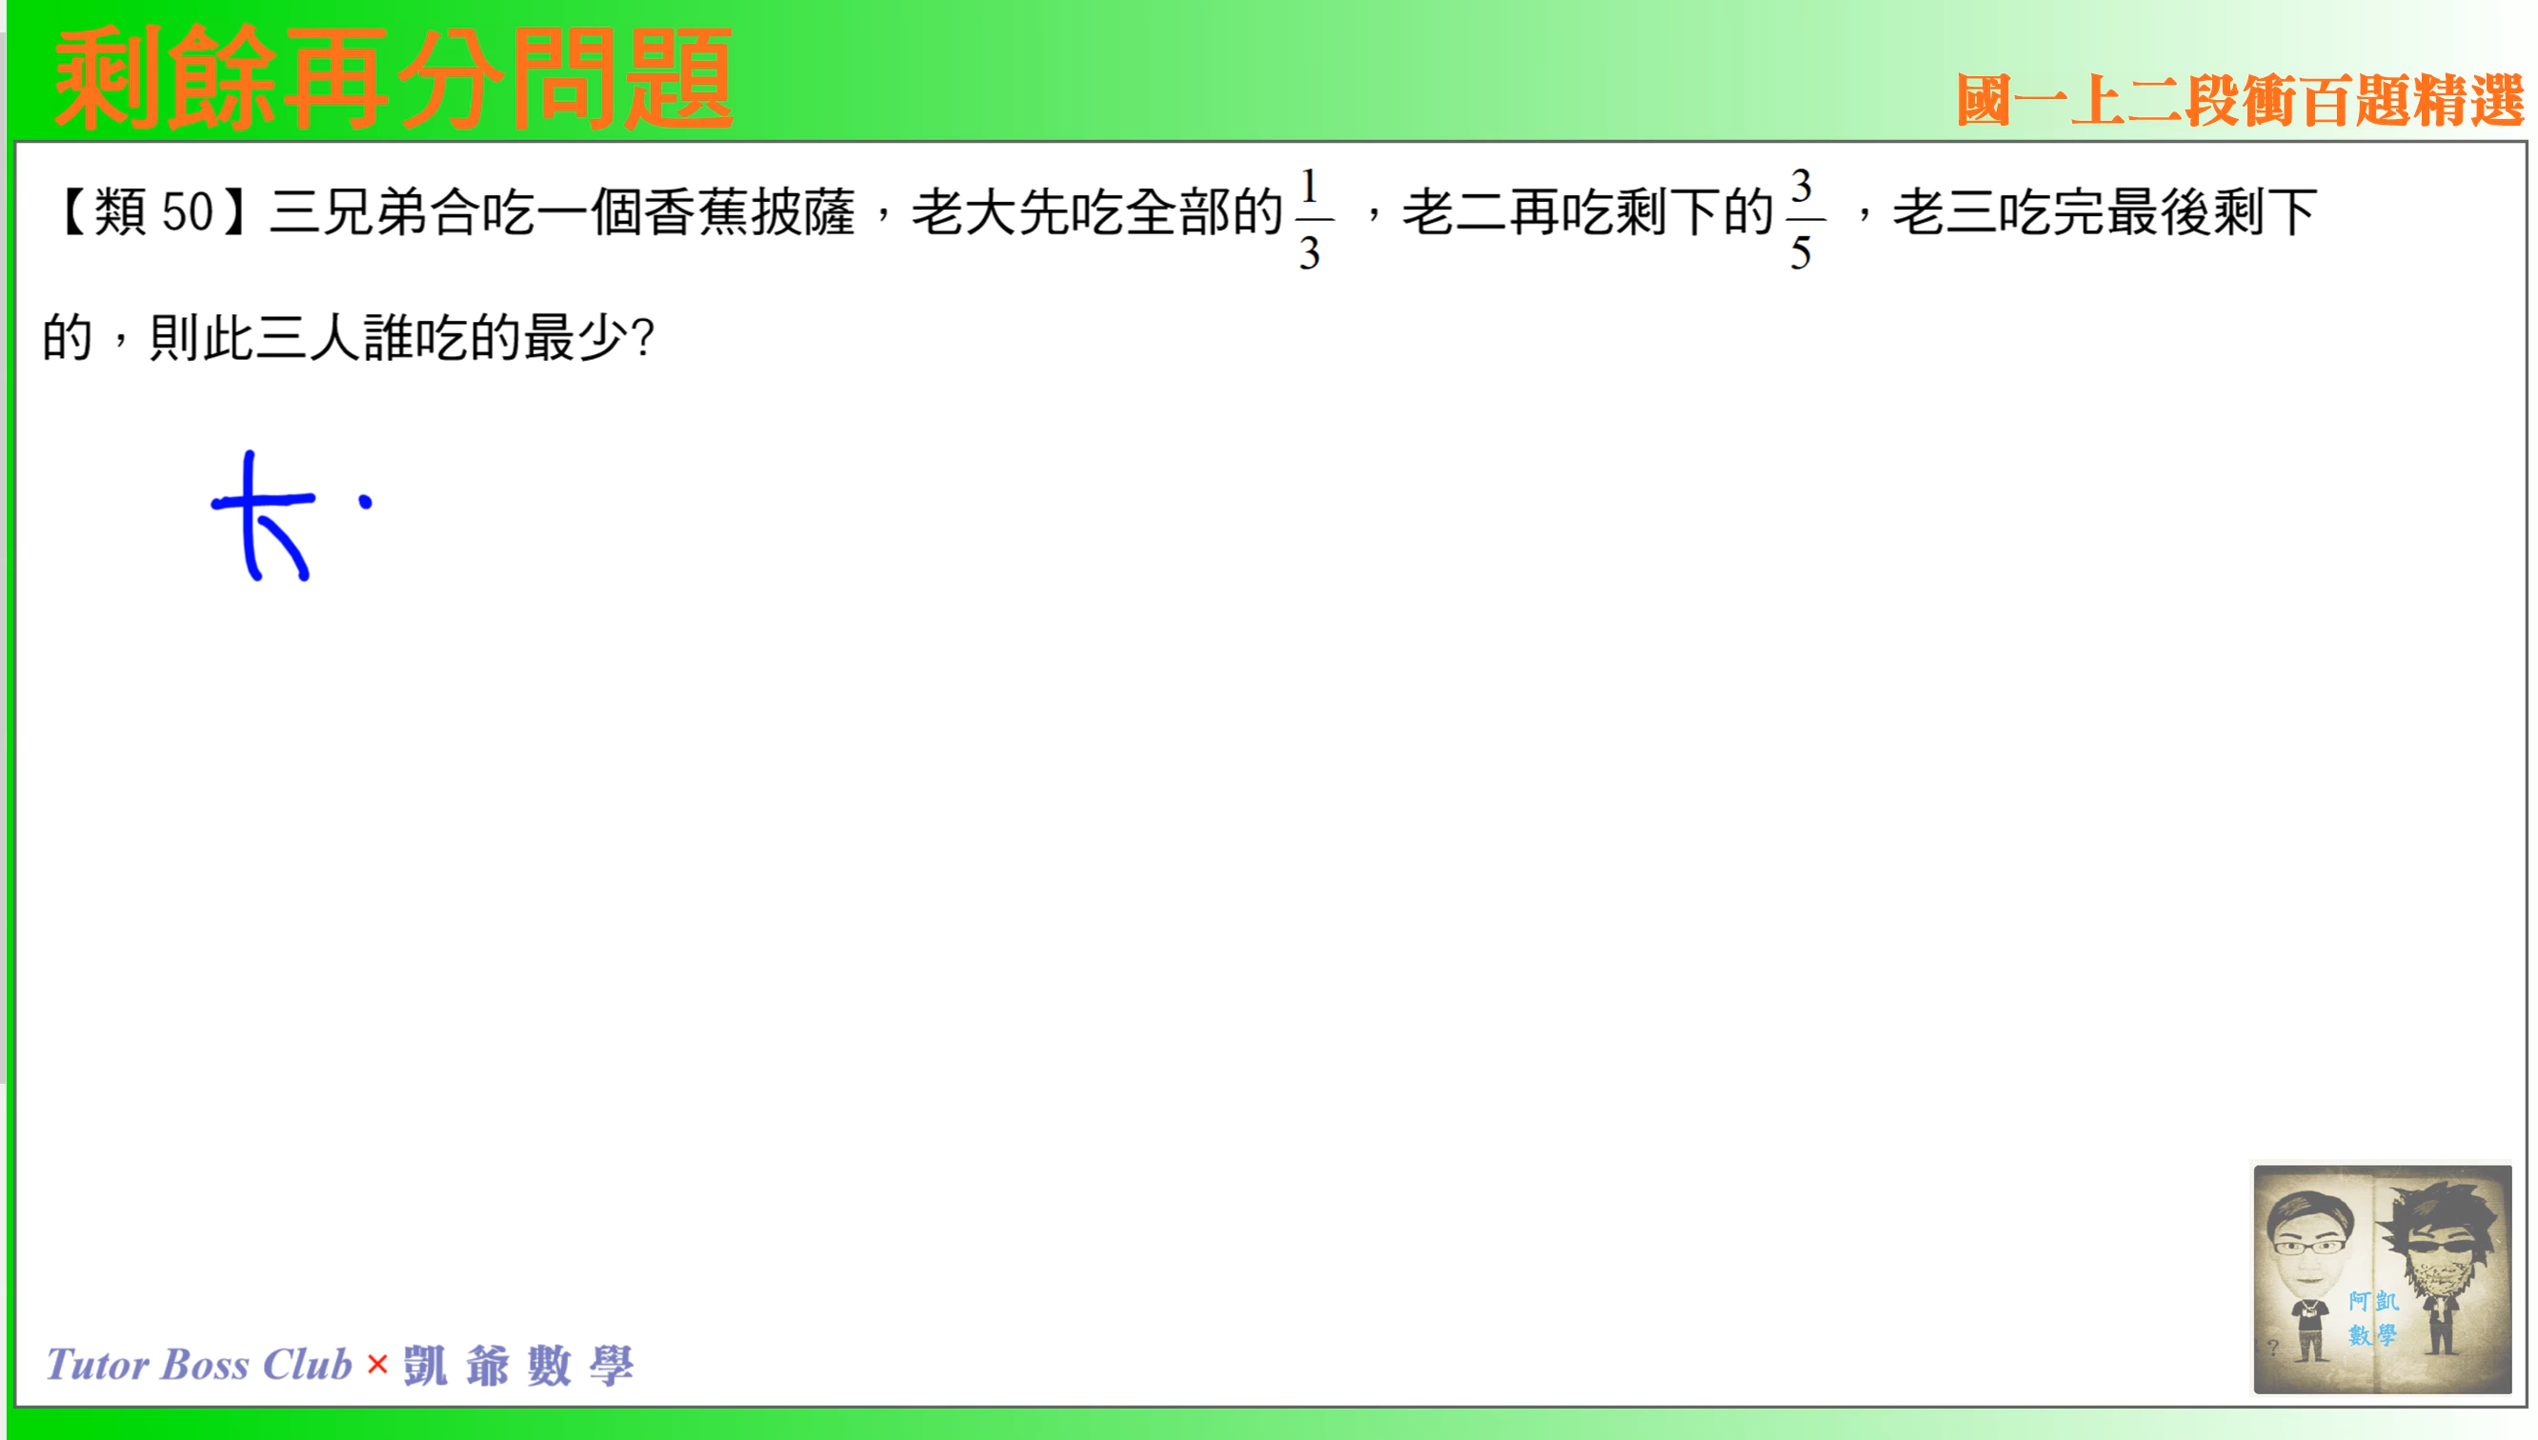 剩餘再分問題
國一上二段衝百題精選
【類 50】三兄弟合吃一個香蕉披薩，老大先吃全部的 1/3 ，老二再吃剩下的 3/5 ，老三吃完最後剩下
的，則此三人誰吃的最少?
大·
Tutor Boss Club × 凱爺數學
阿凱
數學
?